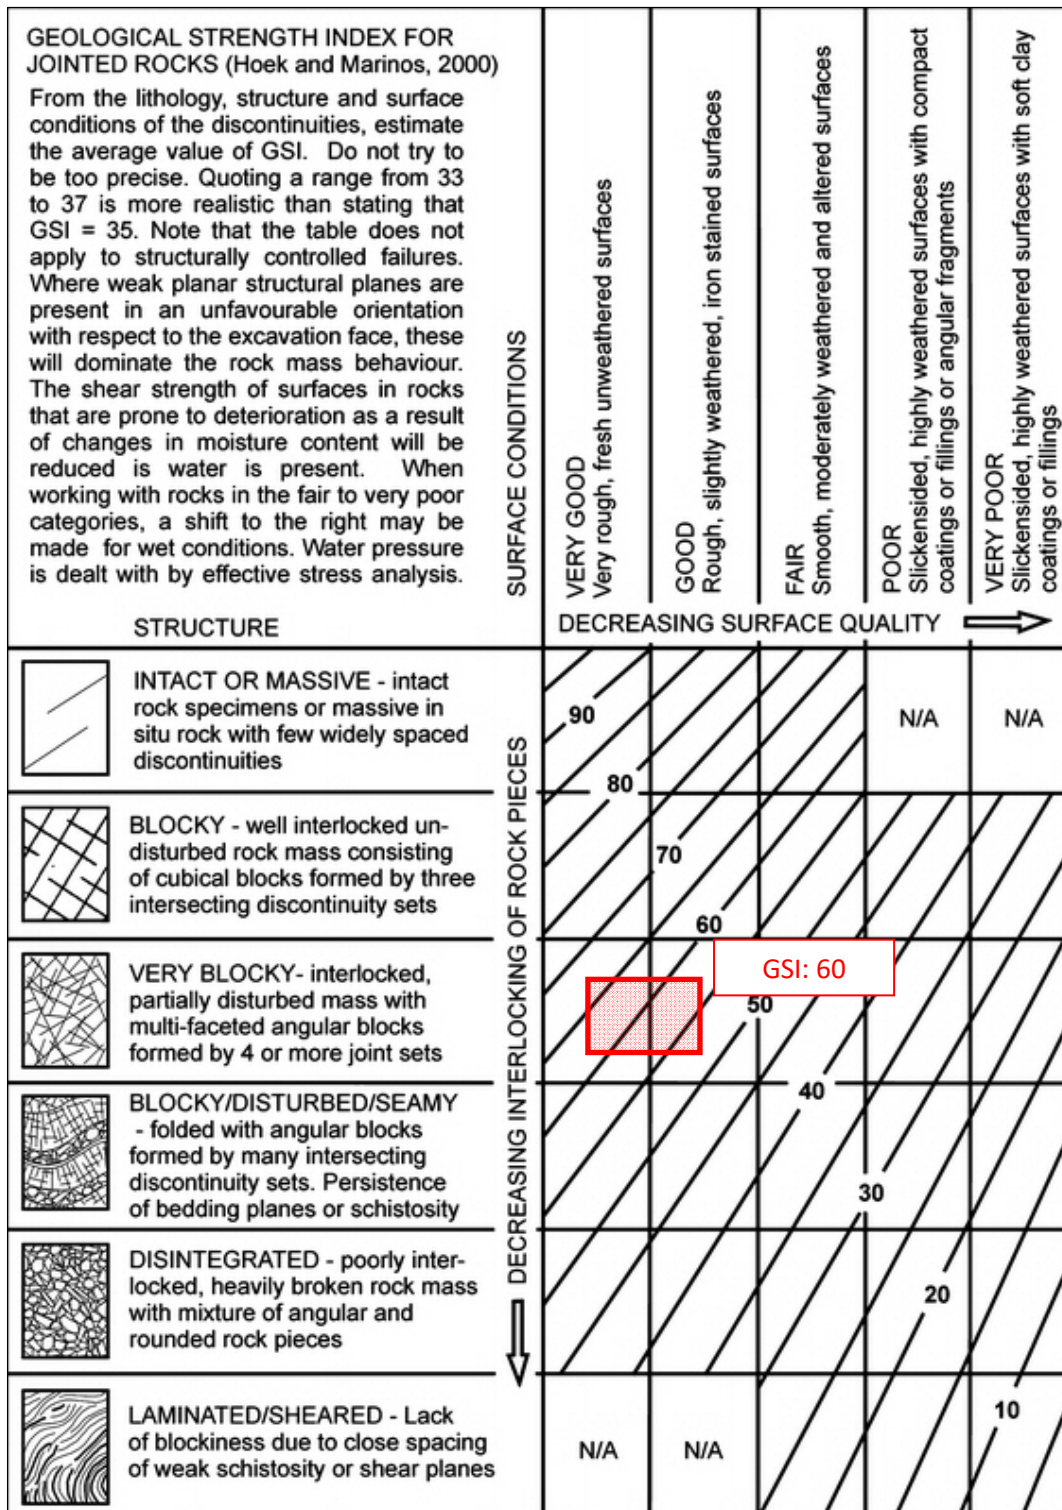 GEOLOGICAL STRENGTH INDEX FOR
JOINTED ROCKS (Hoek and Marinos, 2000)
From the lithology, structure and surface
conditions of the discontinuities, estimate
the average value of GSI. Do not try to
be too precise. Quoting a range from 33
to 37 is more realistic than stating that
GSI = 35. Note that the table does not
apply to structurally controlled failures.
Where weak planar structural planes are
present in an unfavourable orientation
with respect to the excavation face, these
will dominate the rock mass behaviour.
The shear strength of surfaces in rocks
that are prone to deterioration as a result
of changes in moisture content will be
reduced is water is present. When
working with rocks in the fair to very poor
categories, a shift to the right may be
made for wet conditions. Water pressure
is dealt with by effective stress analysis.
STRUCTURE
SURFACE CONDITIONS
VERY GOOD
Very rough, fresh unweathered surfaces
GOOD
Rough, slightly weathered, iron stained surfaces
FAIR
Smooth, moderately weathered and altered surfaces
POOR
Slickensided, highly weathered surfaces with compact
coatings or fillings or angular fragments
VERY POOR
Slickensided, highly weathered surfaces with soft clay
coatings or fillings
DECREASING SURFACE QUALITY
DECREASING INTERLOCKING OF ROCK PIECES
INTACT OR MASSIVE - intact
rock specimens or massive in
situ rock with few widely spaced
discontinuities
90
80
N/A
N/A
BLOCKY - well interlocked un-
disturbed rock mass consisting
of cubical blocks formed by three
intersecting discontinuity sets
70
60
VERY BLOCKY- interlocked,
partially disturbed mass with
multi-faceted angular blocks
formed by 4 or more joint sets
GSI: 60
50
BLOCKY/DISTURBED/SEAMY
- folded with angular blocks
formed by many intersecting
discontinuity sets. Persistence
of bedding planes or schistosity
40
30
DISINTEGRATED - poorly inter-
locked, heavily broken rock mass
with mixture of angular and
rounded rock pieces
20
LAMINATED/SHEARED - Lack
of blockiness due to close spacing
of weak schistosity or shear planes
N/A
N/A
10